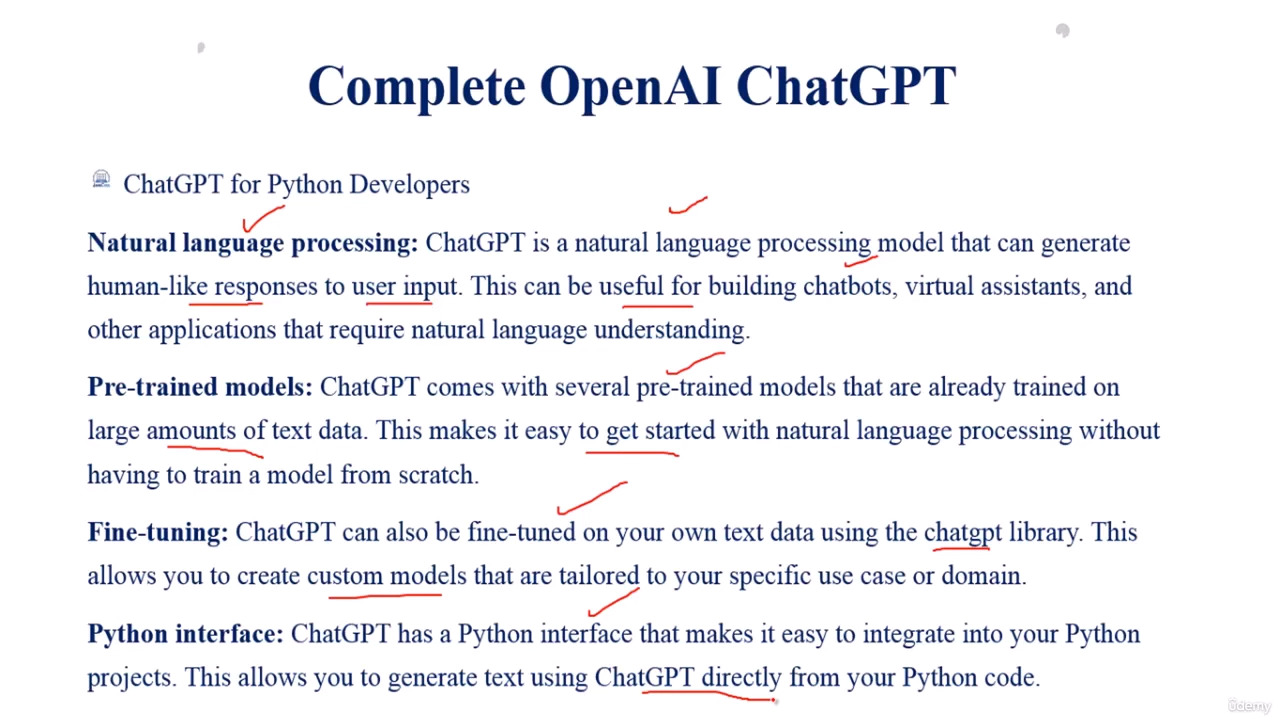 Complete OpenAI ChatGPT
ChatGPT for Python Developers
Natural language processing: ChatGPT is a natural language processing model that can generate
human-like responses to user input. This can be useful for building chatbots, virtual assistants, and
other applications that require natural language understanding.
Pre-trained models: ChatGPT comes with several pre-trained models that are already trained on
large amounts of text data. This makes it easy to get started with natural language processing without
having to train a model from scratch.
Fine-tuning: ChatGPT can also be fine-tuned on your own text data using the chatgpt library. This
allows you to create custom models that are tailored to your specific use case or domain.
Python interface: ChatGPT has a Python interface that makes it easy to integrate into your Python
projects. This allows you to generate text using ChatGPT directly from your Python code.
ûdemy